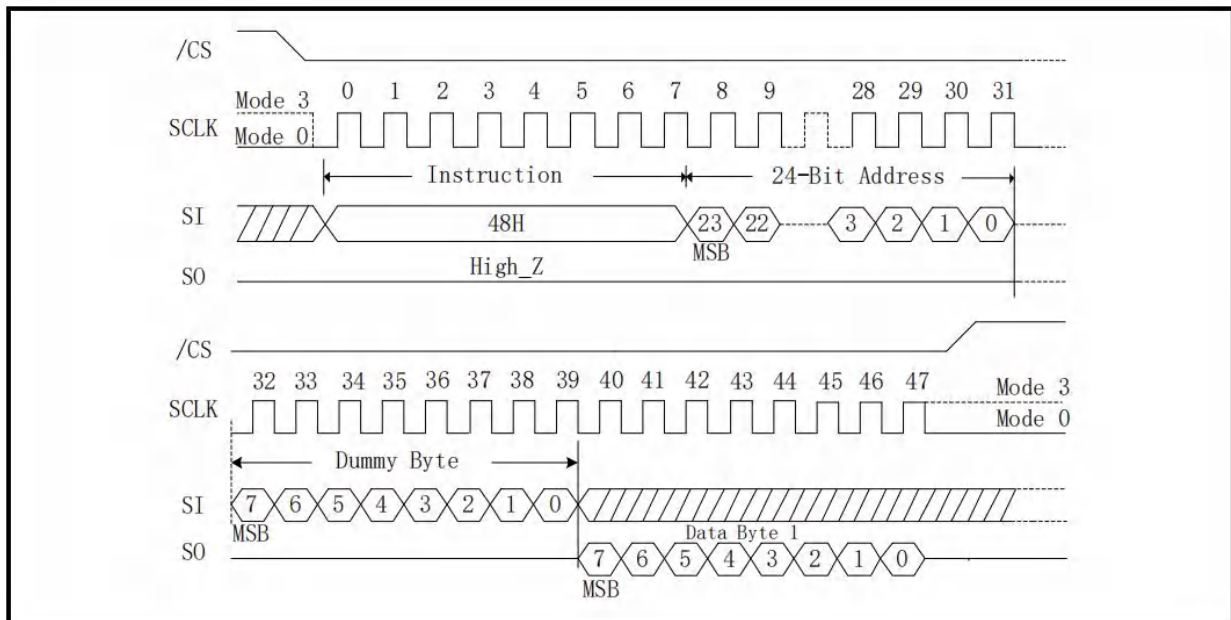 /CS
0 1 2 3 4 5 6 7 8 9 28 29 30 31
Mode 3
SCLK
Mode 0
Instruction 24-Bit Address
SI 48H 23 22 3 2 1 0
MSB
High_Z
SO
/CS
32 33 34 35 36 37 38 39 40 41 42 43 44 45 46 47
Mode 3
SCLK
Mode 0
Dummy Byte
SI 7 6 5 4 3 2 1 0
MSB
Data Byte 1
SO 7 6 5 4 3 2 1 0
MSB